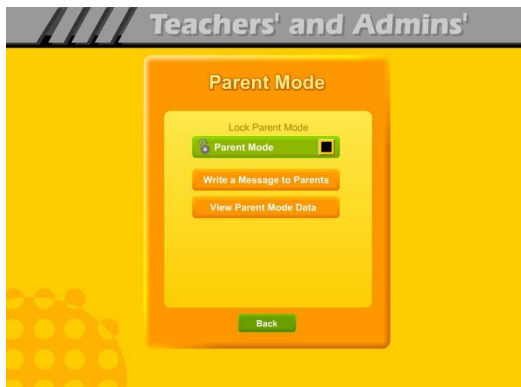 Teachers' and Admins'
Parent Mode
Lock Parent Mode
Parent Mode
Write a Message to Parents
View Parent Mode Data
Back